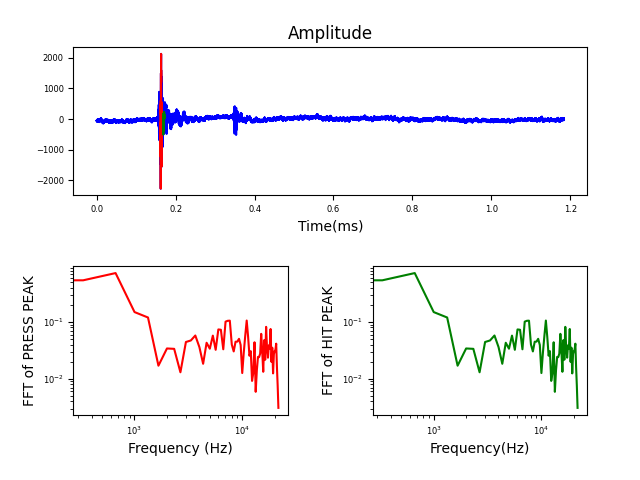 Amplitude
2000
1000
0
−1000
−2000
0.0 0.2 0.4 0.6 0.8 1.0 1.2
Time(ms)
FFT of PRESS PEAK
10⁻¹
10⁻²
10³ 10⁴
Frequency (Hz)
FFT of HIT PEAK
10⁻¹
10⁻²
10³ 10⁴
Frequency(Hz)